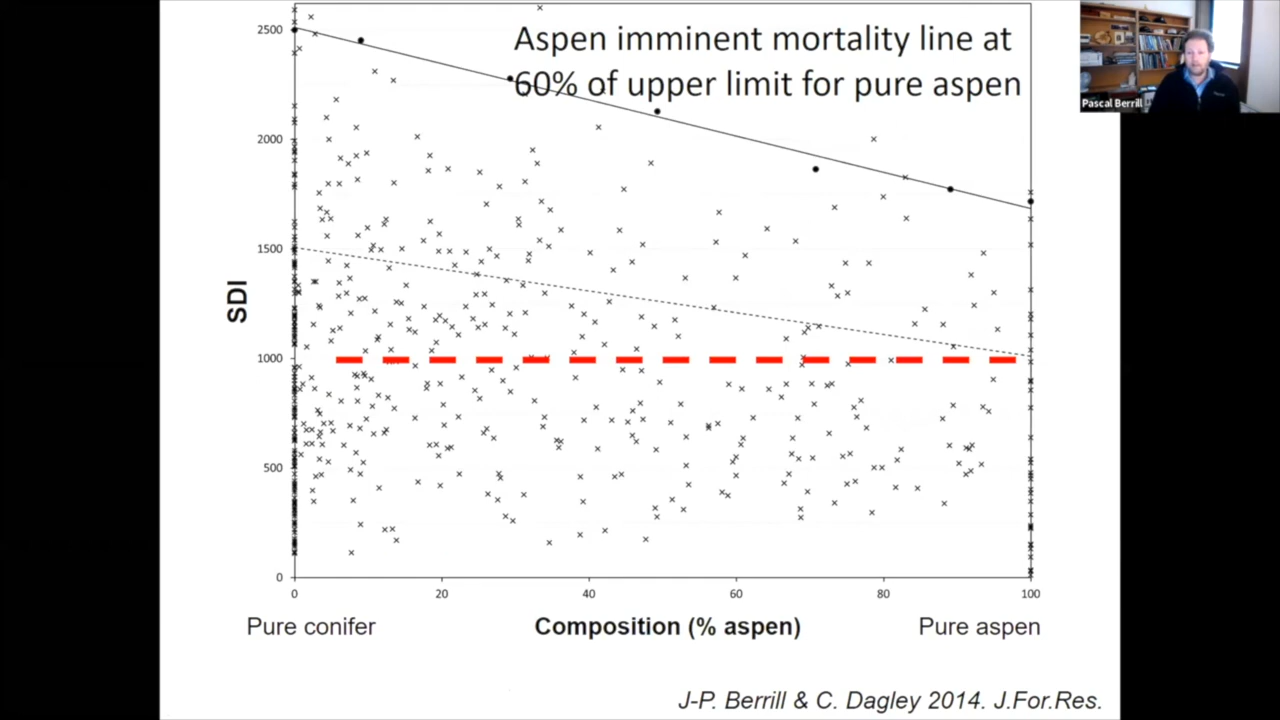 Aspen imminent mortality line at
60% of upper limit for pure aspen
Pascal Berrill
2500
2000
1500
1000
500
0
SDI
0 20 40 60 80 100
Pure conifer Composition (% aspen) Pure aspen
J-P. Berrill & C. Dagley 2014. J.For.Res.